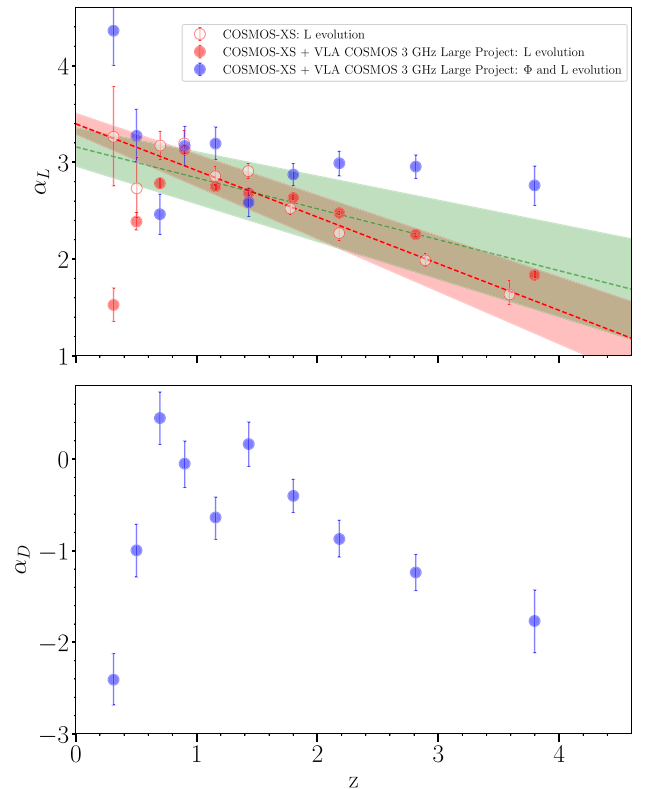 COSMOS-XS: L evolution
COSMOS-XS + VLA COSMOS 3 GHz Large Project: L evolution
COSMOS-XS + VLA COSMOS 3 GHz Large Project: Φ and L evolution
4
3
2
1
α_L
0
−1
−2
−3
α_D
0 1 2 3 4
z